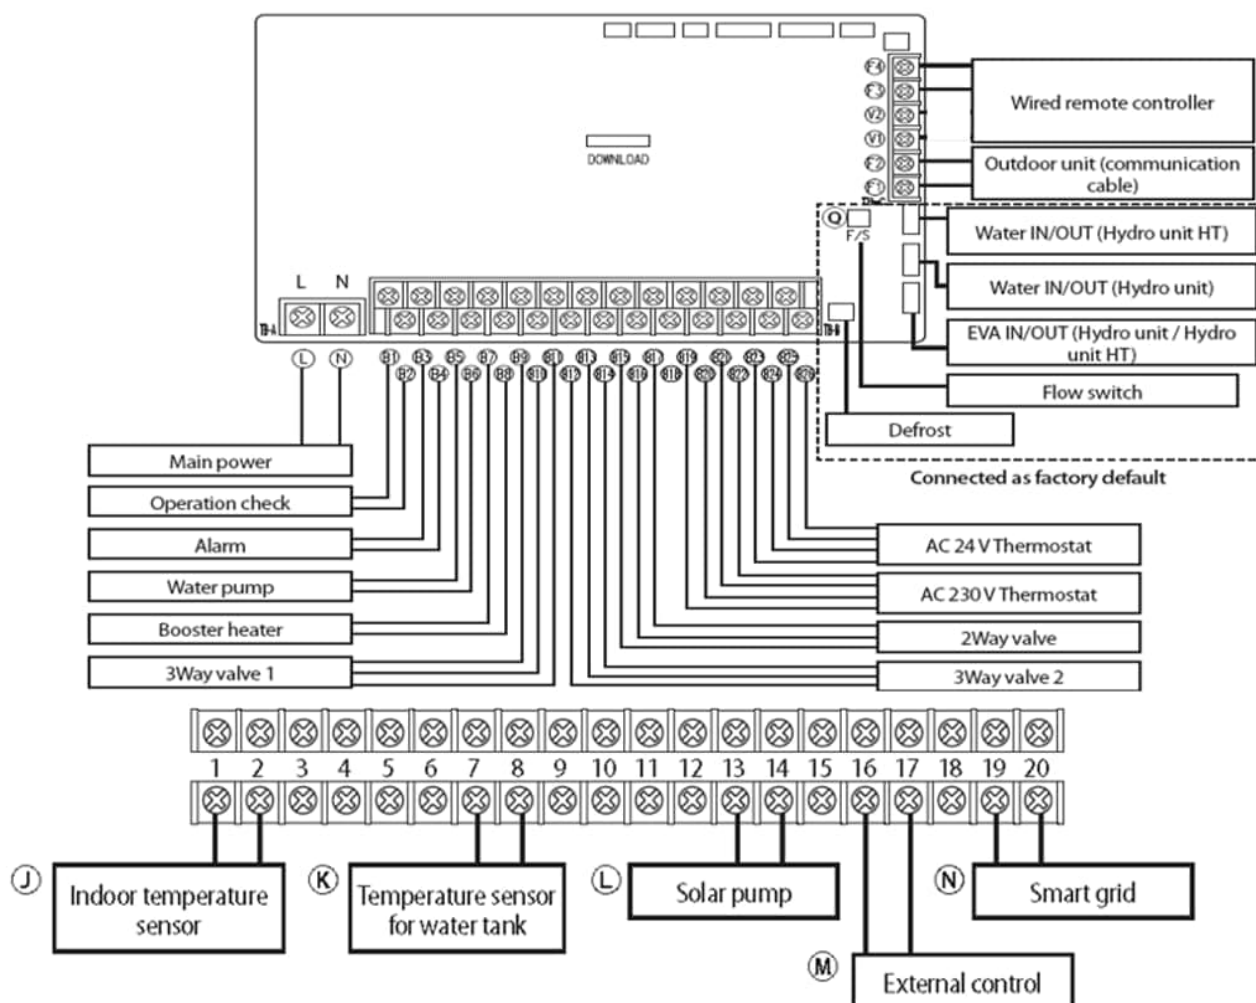 F4
F3
V2
V1
F2
F1
Wired remote controller
Outdoor unit (communication
cable)
DOWNLOAD
Q
F/S
Water IN/OUT (Hydro unit HT)
Water IN/OUT (Hydro unit)
EVA IN/OUT (Hydro unit / Hydro
unit HT)
Flow switch
Defrost
Connected as factory default
L N
TB-A
TB-B
L N B1 B3 B5 B7 B9 B11 B13 B15 B17 B19 B21 B23 B25
B2 B4 B6 B8 B10 B12 B14 B16 B18 B20 B22 B24 B26
Main power
Operation check
Alarm
Water pump
Booster heater
3Way valve 1
AC 24 V Thermostat
AC 230 V Thermostat
2Way valve
3Way valve 2
1 2 3 4 5 6 7 8 9 10 11 12 13 14 15 16 17 18 19 20
J
Indoor temperature
sensor
K
Temperature sensor
for water tank
L
Solar pump
M
External control
N
Smart grid